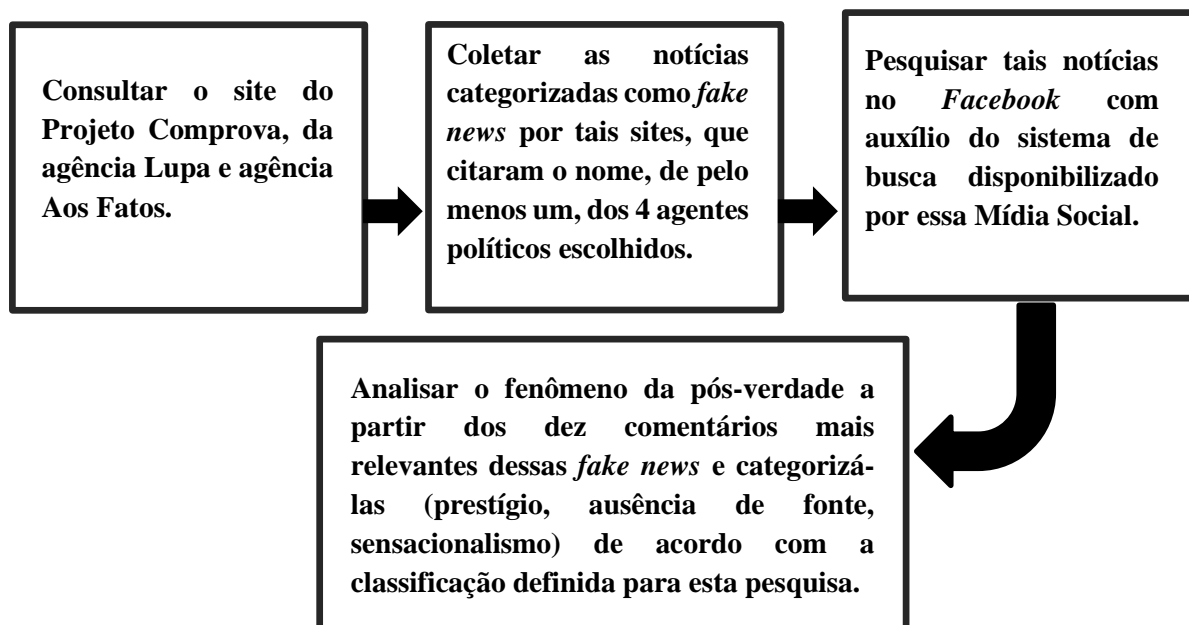 Consultar o site do
Projeto Comprova, da
agência Lupa e agência
Aos Fatos.
Coletar as notícias
categorizadas como fake
news por tais sites, que
citaram o nome, de pelo
menos um, dos 4 agentes
políticos escolhidos.
Pesquisar tais notícias
no Facebook com
auxílio do sistema de
busca disponibilizado
por essa Mídia Social.
Analisar o fenômeno da pós-verdade a
partir dos dez comentários mais
relevantes dessas fake news e categorizá-
las (prestígio, ausência de fonte,
sensacionalismo) de acordo com a
classificação definida para esta pesquisa.